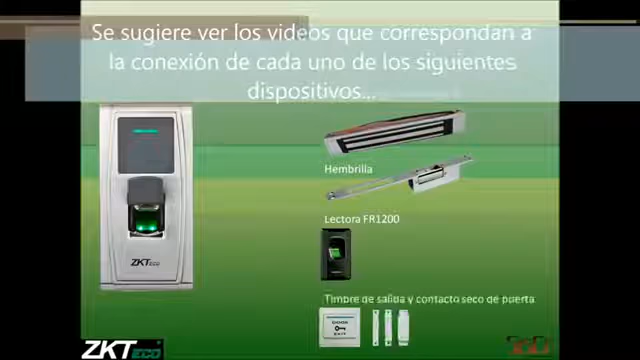 Se sugiere ver los videos que correspondan a
la conexión de cada uno de los siguientes
dispositivos...
Hembrilla
Lectora FR1200
ZKTECO
Timbre de salida y contacto seco de puerta
EXIT
ZKTECO